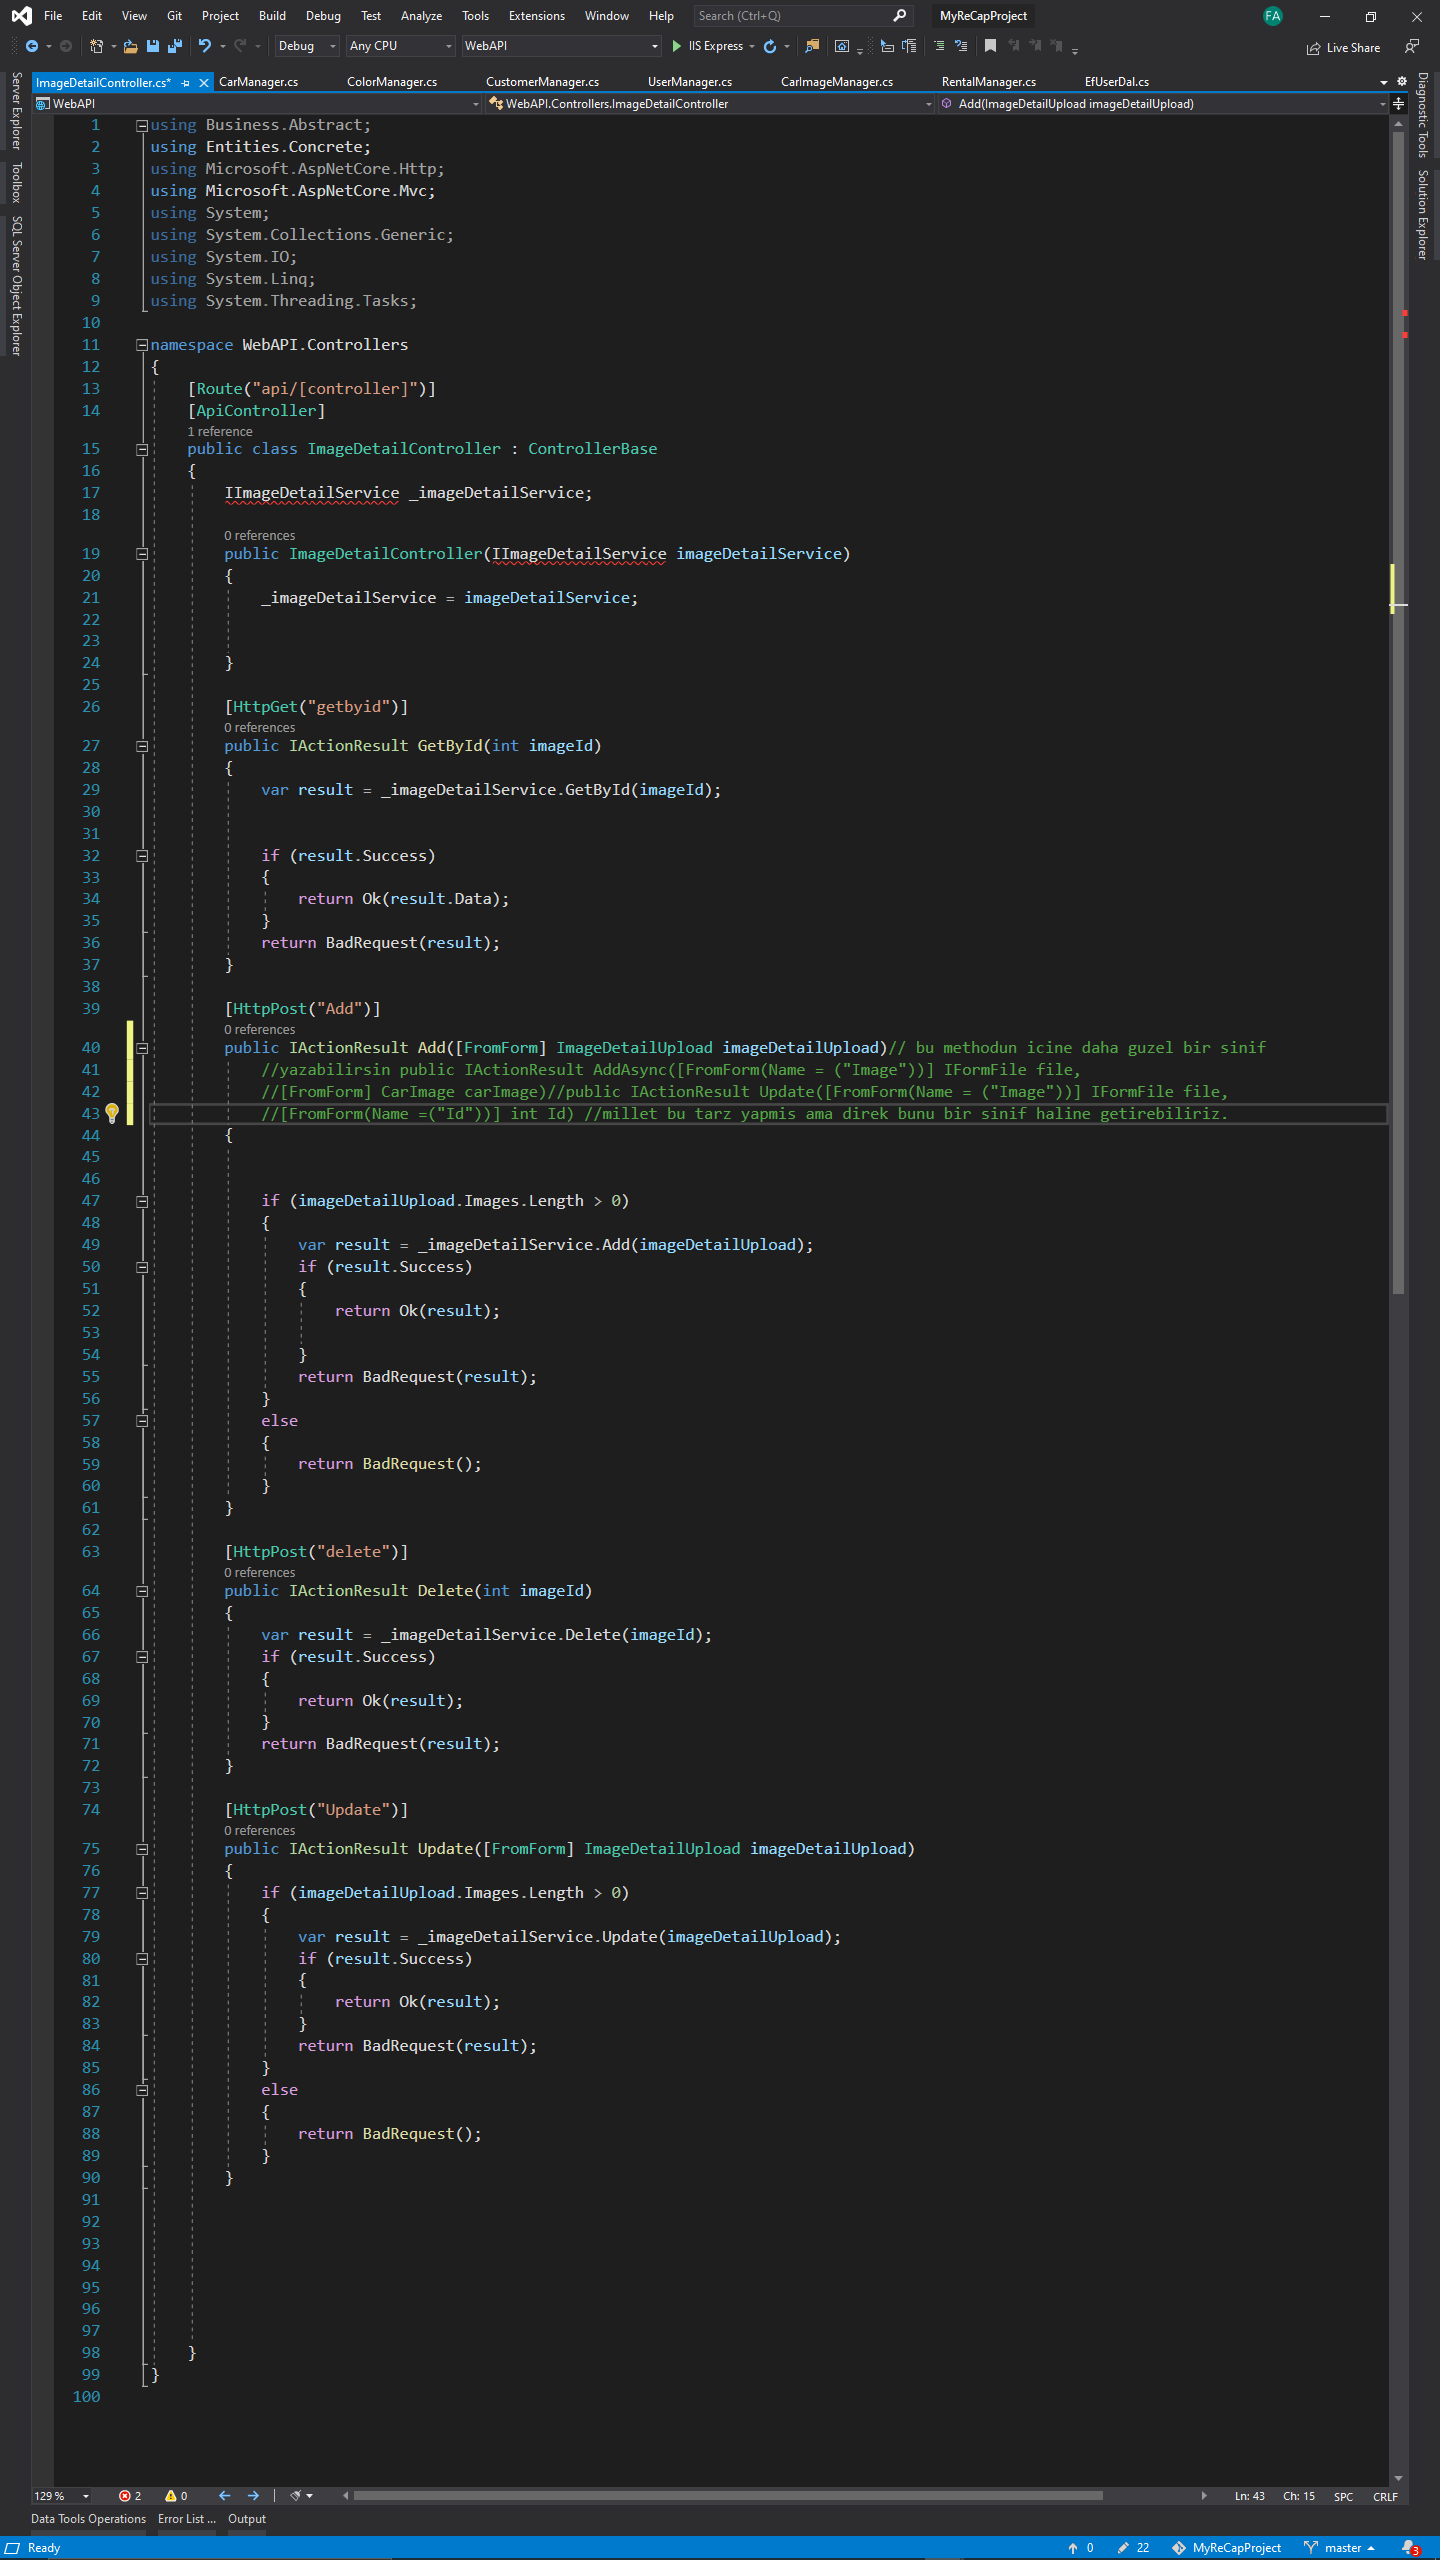 File Edit View Git Project Build Debug Test Analyze Tools Extensions Window Help Search (Ctrl+Q) MyReCapProject FA
Debug Any CPU WebAPI IIS Express Live Share
ImageDetailController.cs* CarManager.cs ColorManager.cs CustomerManager.cs UserManager.cs CarImageManager.cs RentalManager.cs EfUserDal.cs
WebAPI WebAPI.Controllers.ImageDetailController Add(ImageDetailUpload imageDetailUpload)
Server Explorer
Toolbox
SQL Server Object Explorer
Diagnostic Tools
Solution Explorer
1 using Business.Abstract;
2 using Entities.Concrete;
3 using Microsoft.AspNetCore.Http;
4 using Microsoft.AspNetCore.Mvc;
5 using System;
6 using System.Collections.Generic;
7 using System.IO;
8 using System.Linq;
9 using System.Threading.Tasks;
10
11 namespace WebAPI.Controllers
12 {
13 [Route("api/[controller]")]
14 [ApiController]
1 reference
15 public class ImageDetailController : ControllerBase
16 {
17 IImageDetailService _imageDetailService;
18
0 references
19 public ImageDetailController(IImageDetailService imageDetailService)
20 {
21 _imageDetailService = imageDetailService;
22
23
24 }
25
26 [HttpGet("getbyid")]
0 references
27 public IActionResult GetById(int imageId)
28 {
29 var result = _imageDetailService.GetById(imageId);
30
31
32 if (result.Success)
33 {
34 return Ok(result.Data);
35 }
36 return BadRequest(result);
37 }
38
39 [HttpPost("Add")]
0 references
40 public IActionResult Add([FromForm] ImageDetailUpload imageDetailUpload)// bu methodun icine daha guzel bir sinif
41 //yazabilirsin public IActionResult AddAsync([FromForm(Name = ("Image"))] IFormFile file,
42 //[FromForm] CarImage carImage)//public IActionResult Update([FromForm(Name = ("Image"))] IFormFile file,
43 //[FromForm(Name =("Id"))] int Id) //millet bu tarz yapmis ama direk bunu bir sinif haline getirebiliriz.
44 {
45
46
47 if (imageDetailUpload.Images.Length > 0)
48 {
49 var result = _imageDetailService.Add(imageDetailUpload);
50 if (result.Success)
51 {
52 return Ok(result);
53
54 }
55 return BadRequest(result);
56 }
57 else
58 {
59 return BadRequest();
60 }
61 }
62
63 [HttpPost("delete")]
0 references
64 public IActionResult Delete(int imageId)
65 {
66 var result = _imageDetailService.Delete(imageId);
67 if (result.Success)
68 {
69 return Ok(result);
70 }
71 return BadRequest(result);
72 }
73
74 [HttpPost("Update")]
0 references
75 public IActionResult Update([FromForm] ImageDetailUpload imageDetailUpload)
76 {
77 if (imageDetailUpload.Images.Length > 0)
78 {
79 var result = _imageDetailService.Update(imageDetailUpload);
80 if (result.Success)
81 {
82 return Ok(result);
83 }
84 return BadRequest(result);
85 }
86 else
87 {
88 return BadRequest();
89 }
90 }
91
92
93
94
95
96
97
98 }
99 }
100
129 % 2 0 Ln: 43 Ch: 15 SPC CRLF
Data Tools Operations Error List ... Output
Ready 0 22 MyReCapProject master 3